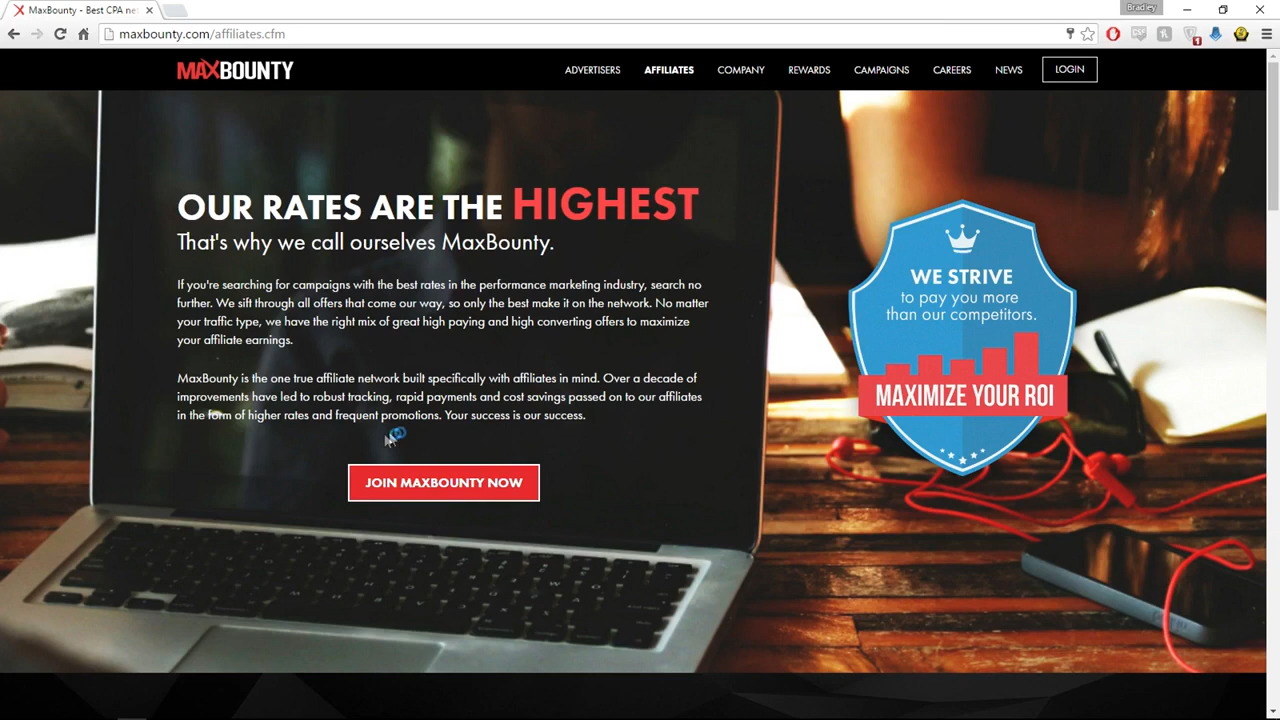 MaxBounty - Best CPA ne
Bradley
maxbounty.com/affiliates.cfm
1
MAXBOUNTY
ADVERTISERS
AFFILIATES
COMPANY
REWARDS
CAMPAIGNS
CAREERS
NEWS
LOGIN
OUR RATES ARE THE HIGHEST
That's why we call ourselves MaxBounty.
If you're searching for campaigns with the best rates in the performance marketing industry, search no
further. We sift through all offers that come our way, so only the best make it on the network. No matter
your traffic type, we have the right mix of great high paying and high converting offers to maximize
your affiliate earnings.
MaxBounty is the one true affiliate network built specifically with affiliates in mind. Over a decade of
improvements have led to robust tracking, rapid payments and cost savings passed on to our affiliates
in the form of higher rates and frequent promotions. Your success is our success.
JOIN MAXBOUNTY NOW
WE STRIVE
to pay you more
than our competitors.
MAXIMIZE YOUR ROI